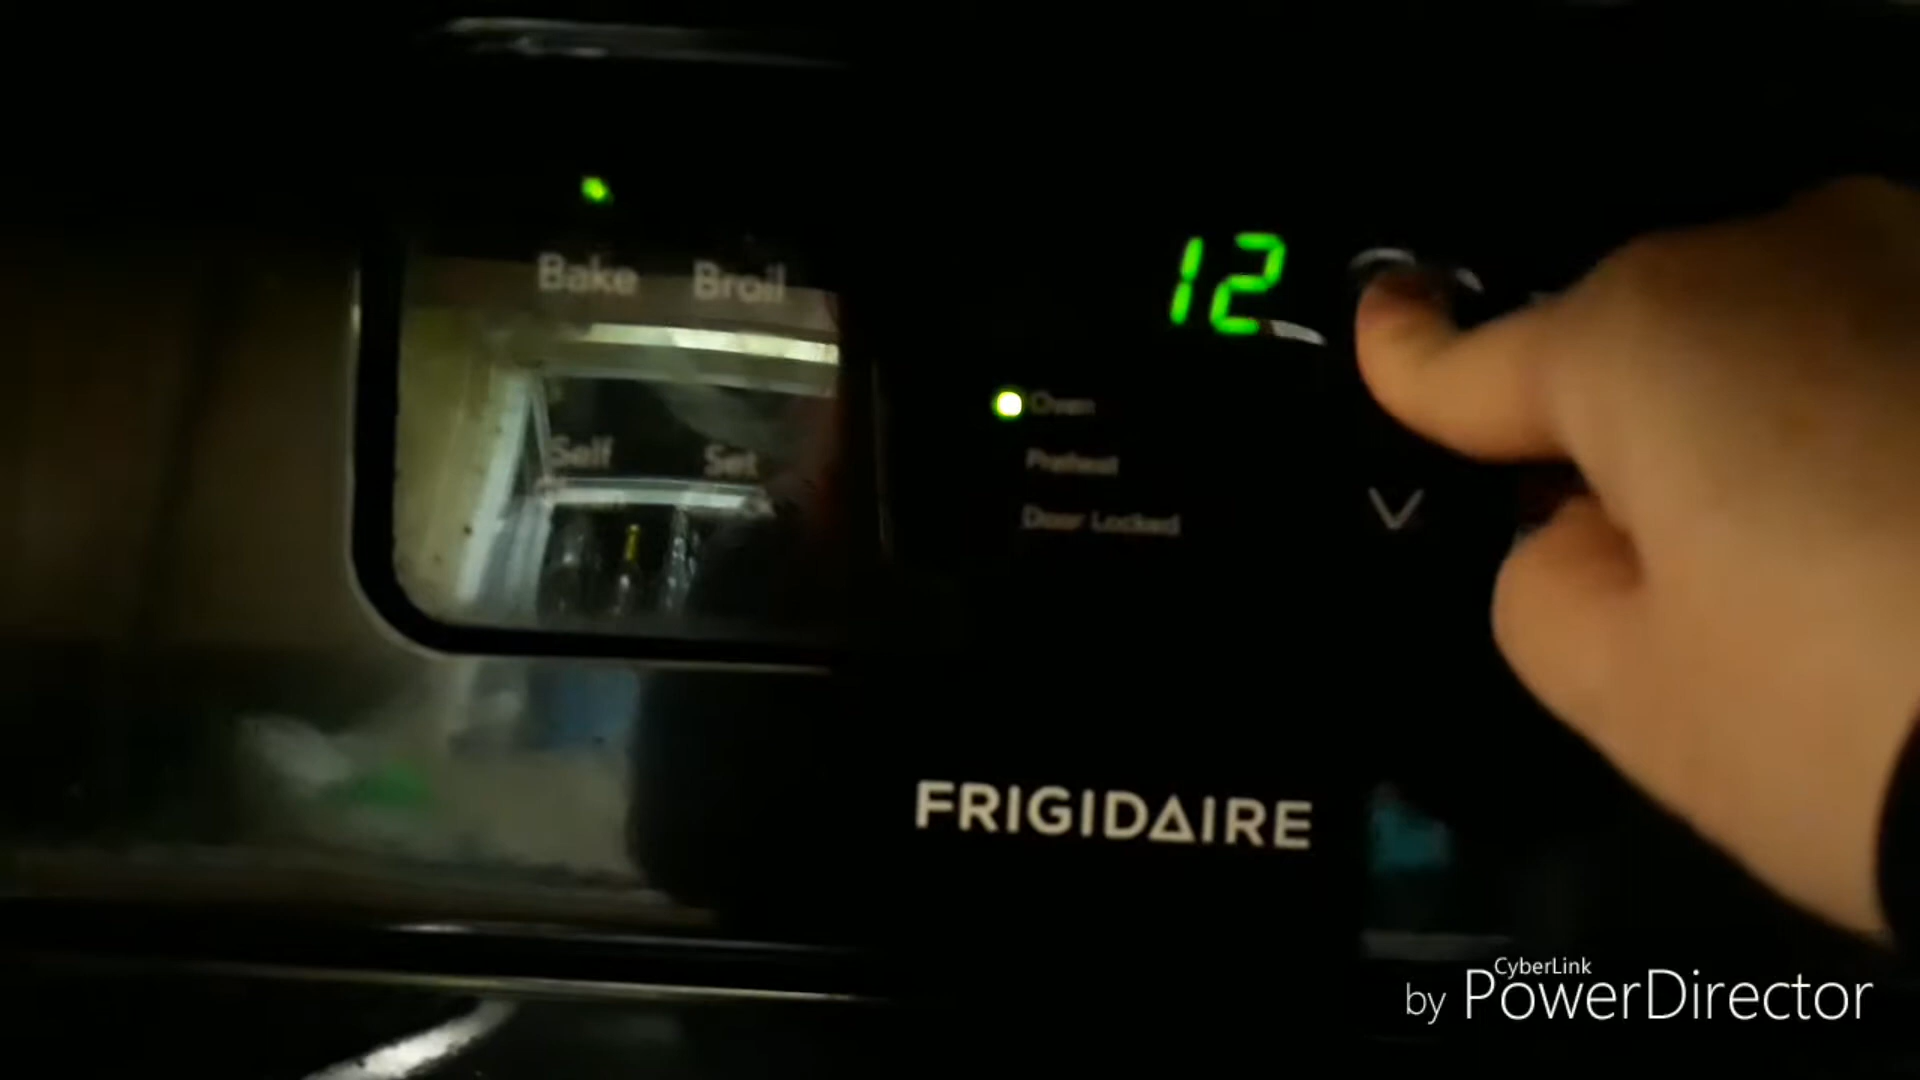 Bake Broil
12
Oven
Self Set
Preheat
Door Locked
FRIGIDAIRE
CyberLink
by PowerDirector